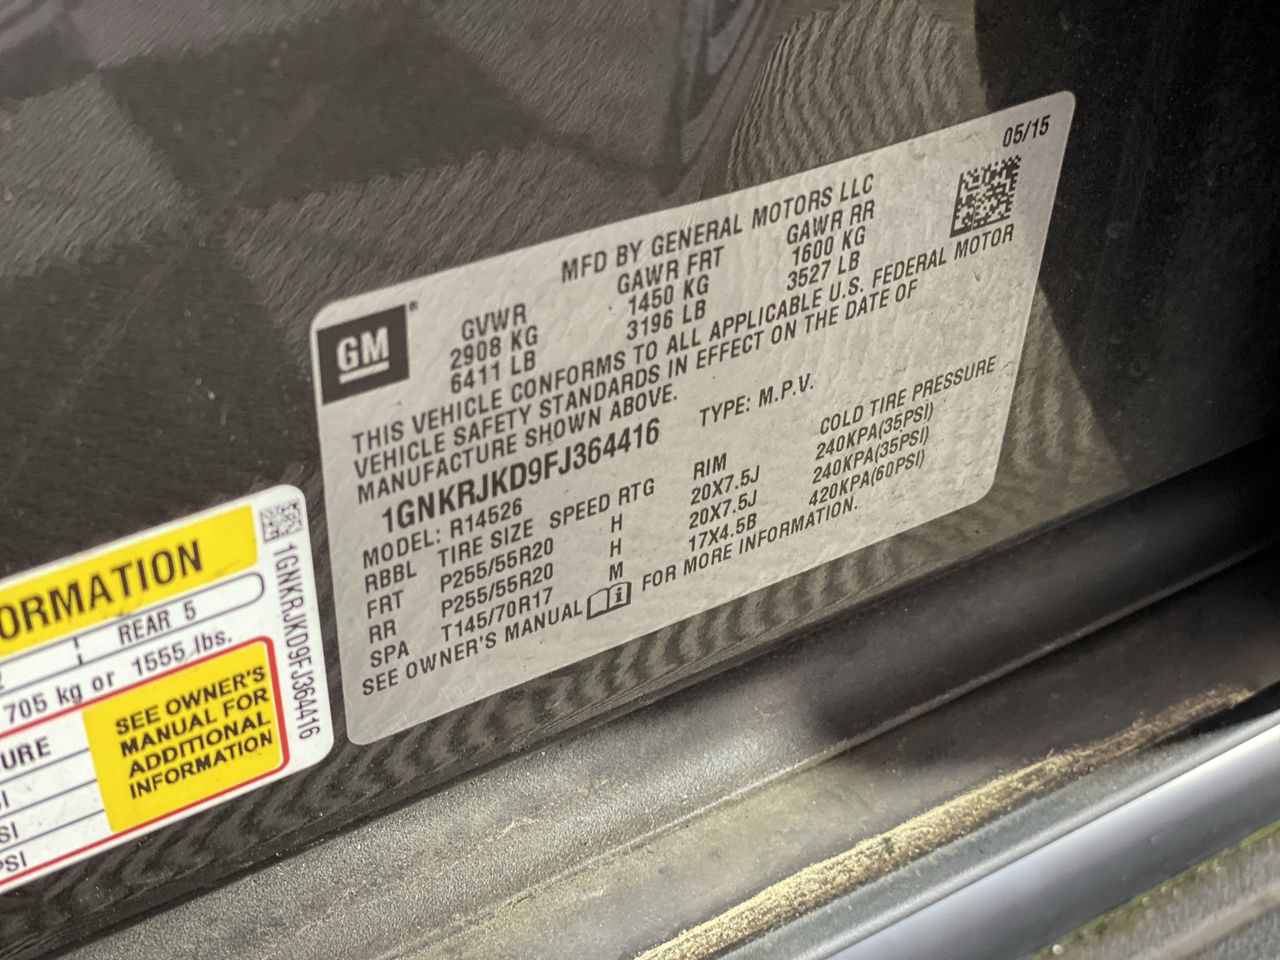 05/15
MFD BY GENERAL MOTORS LLC
GM
GVWR GAWR FRT GAWR RR
2908 KG 1450 KG 1600 KG
6411 LB 3196 LB 3527 LB
THIS VEHICLE CONFORMS TO ALL APPLICABLE U.S. FEDERAL MOTOR
VEHICLE SAFETY STANDARDS IN EFFECT ON THE DATE OF
MANUFACTURE SHOWN ABOVE.
1GNKRJKD9FJ364416 TYPE: M.P.V.
MODEL: R14526
RBBL TIRE SIZE SPEED RTG RIM COLD TIRE PRESSURE
FRT P255/55R20 H 20X7.5J 240KPA(35PSI)
RR P255/55R20 H 20X7.5J 240KPA(35PSI)
SPA T145/70R17 M 17X4.5B 420KPA(60PSI)
SEE OWNER'S MANUAL FOR MORE INFORMATION.
ORMATION
REAR 5
705 kg or 1555 lbs.
URE
SEE OWNER'S
MANUAL FOR
ADDITIONAL
INFORMATION
SI
PSI
1GNKRJKD9FJ364416